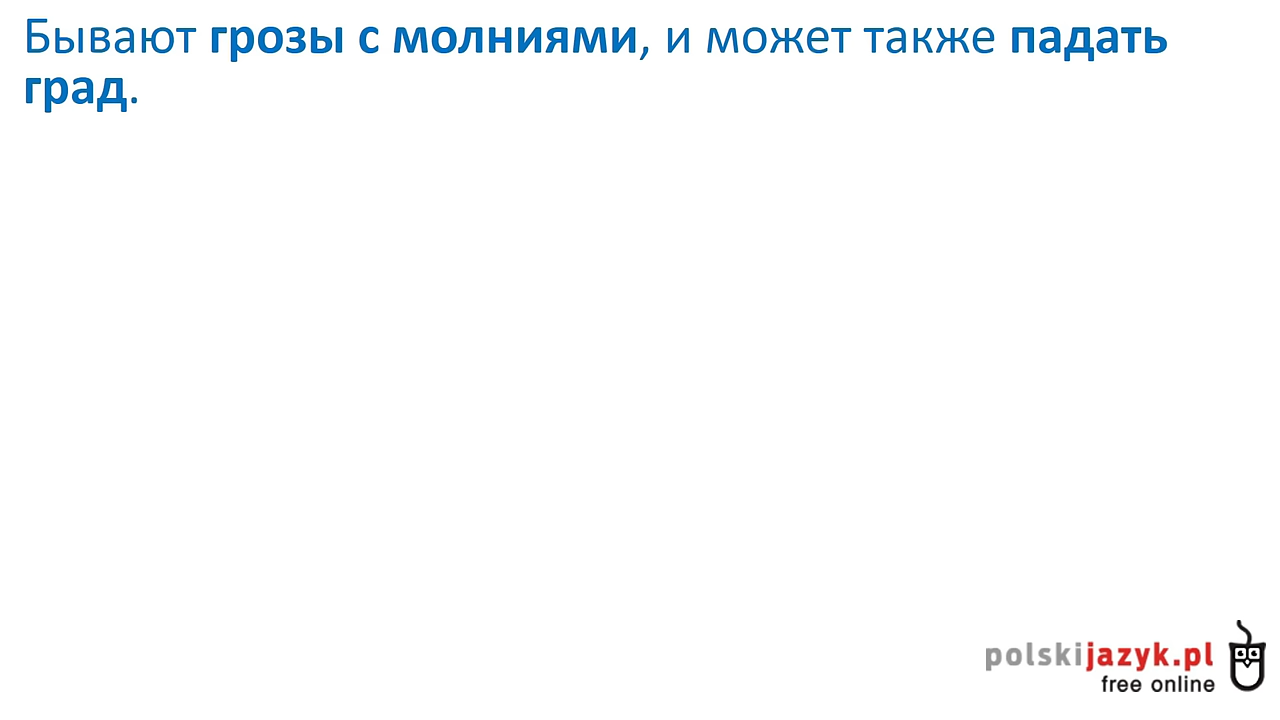 Бывают грозы с молниями, и может также падать
град.
polskijazyk.pl
free online